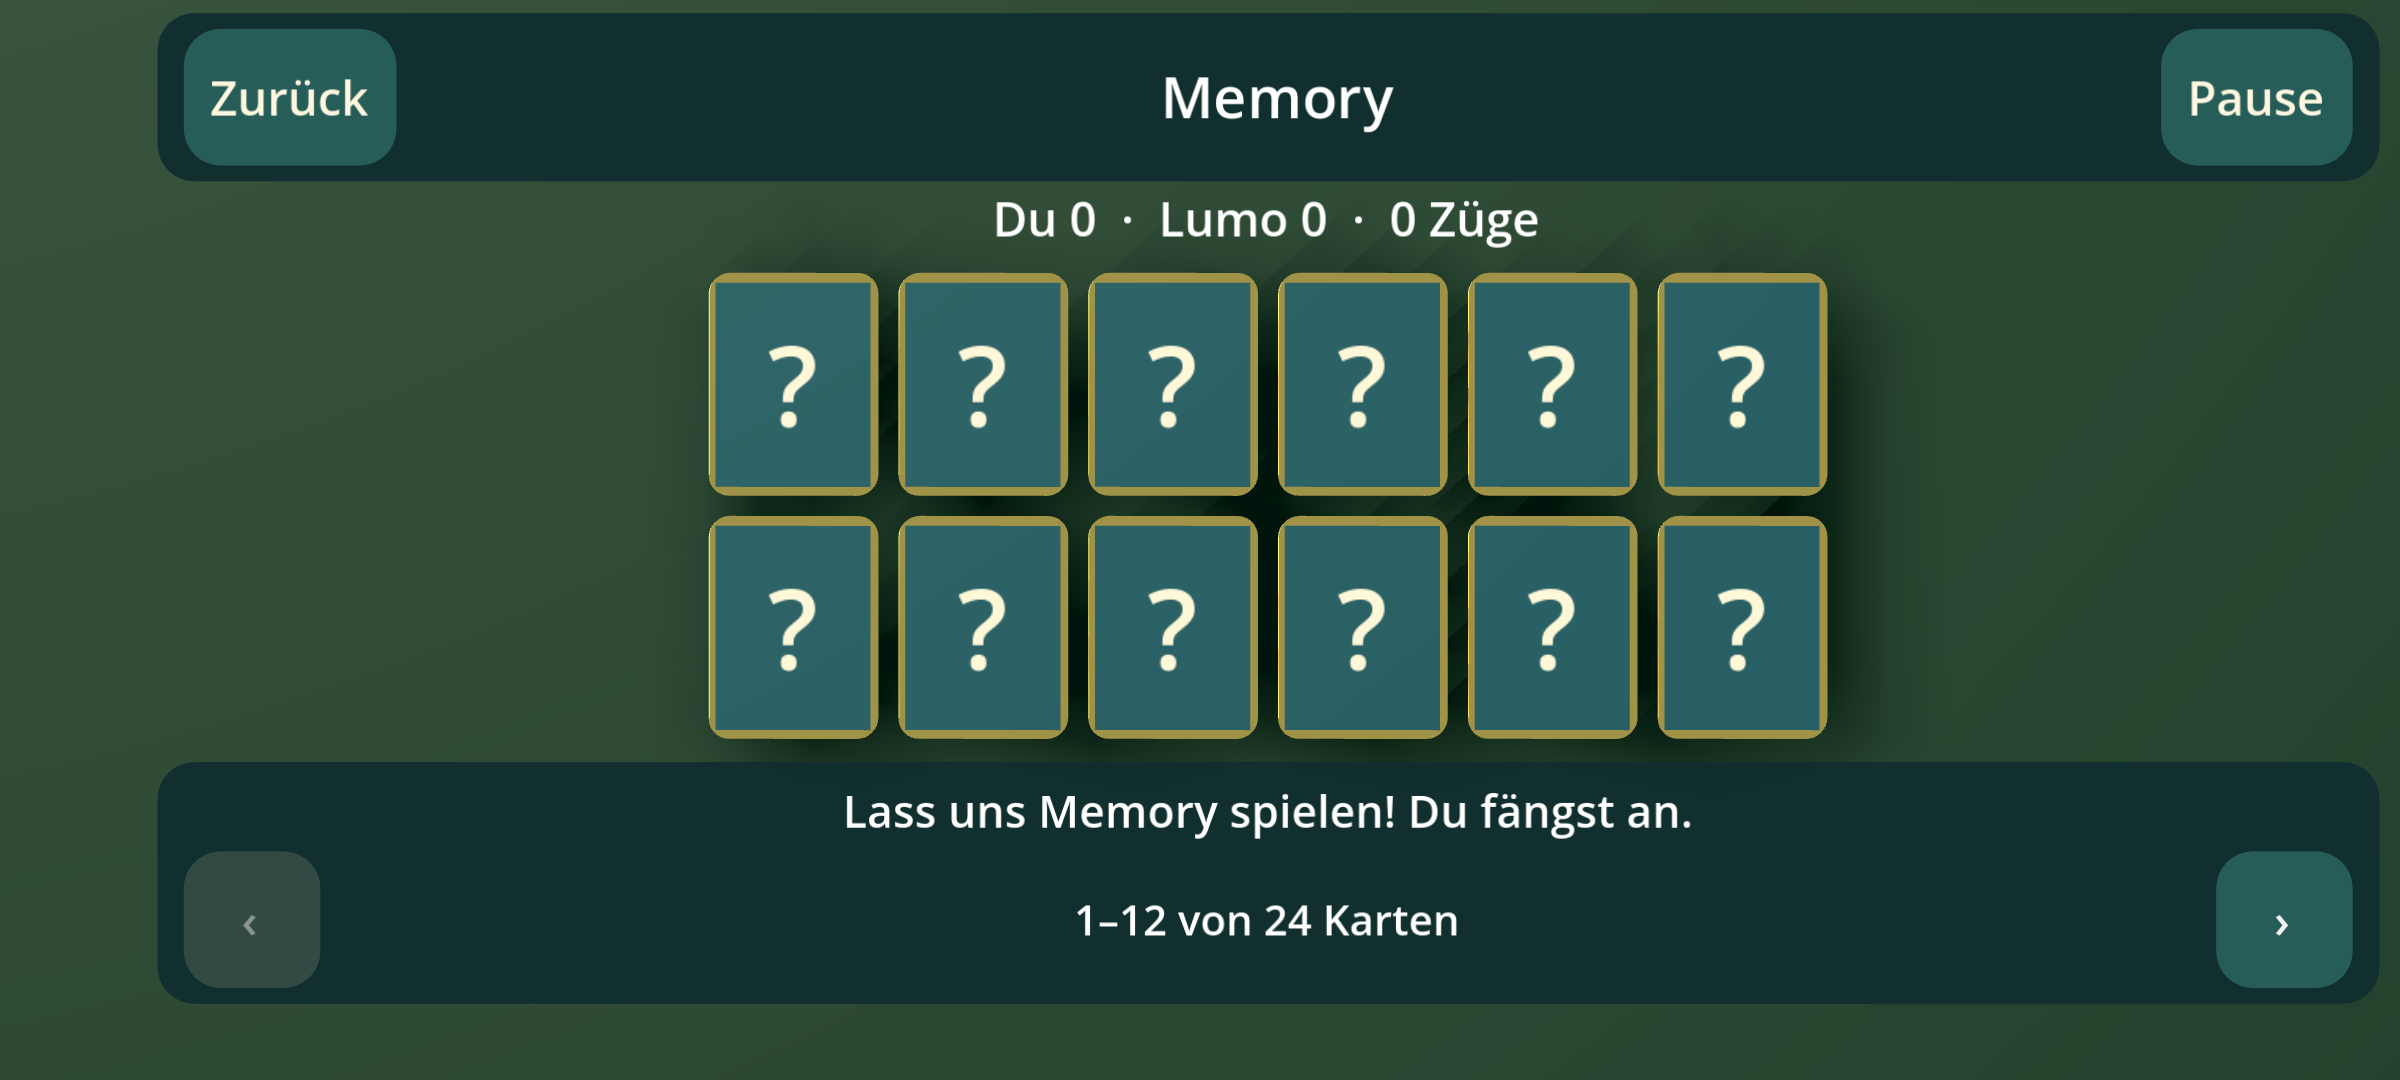 Zurück
Memory
Pause
Du 0 · Lumo 0 · 0 Züge
? ? ? ? ? ?
? ? ? ? ? ?
Lass uns Memory spielen! Du fängst an.
‹
1–12 von 24 Karten
›